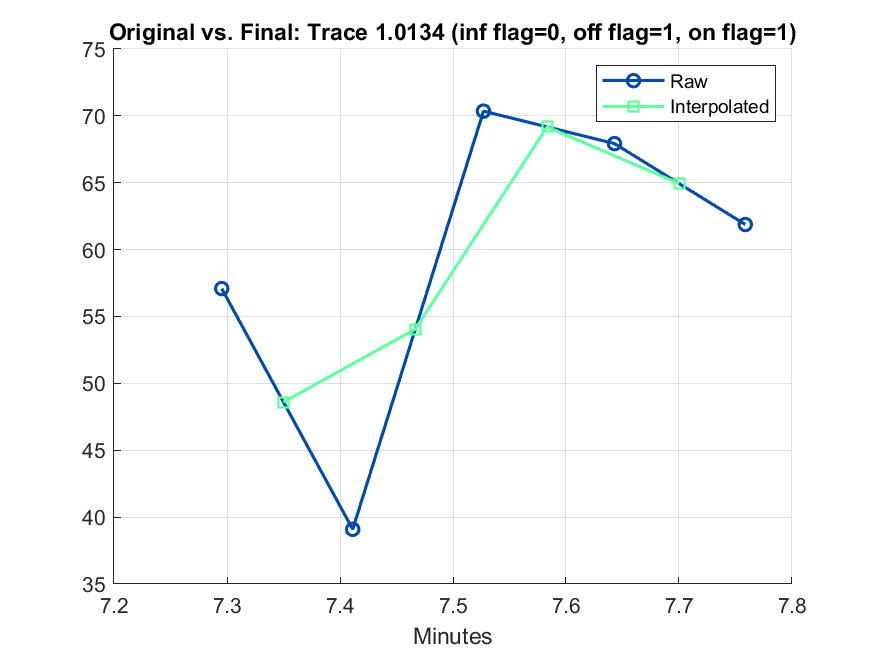 Original vs. Final: Trace 1.0134 (inf flag=0, off flag=1, on flag=1)
75
70
65
60
55
50
45
40
35
Raw
Interpolated
7.2 7.3 7.4 7.5 7.6 7.7 7.8
Minutes